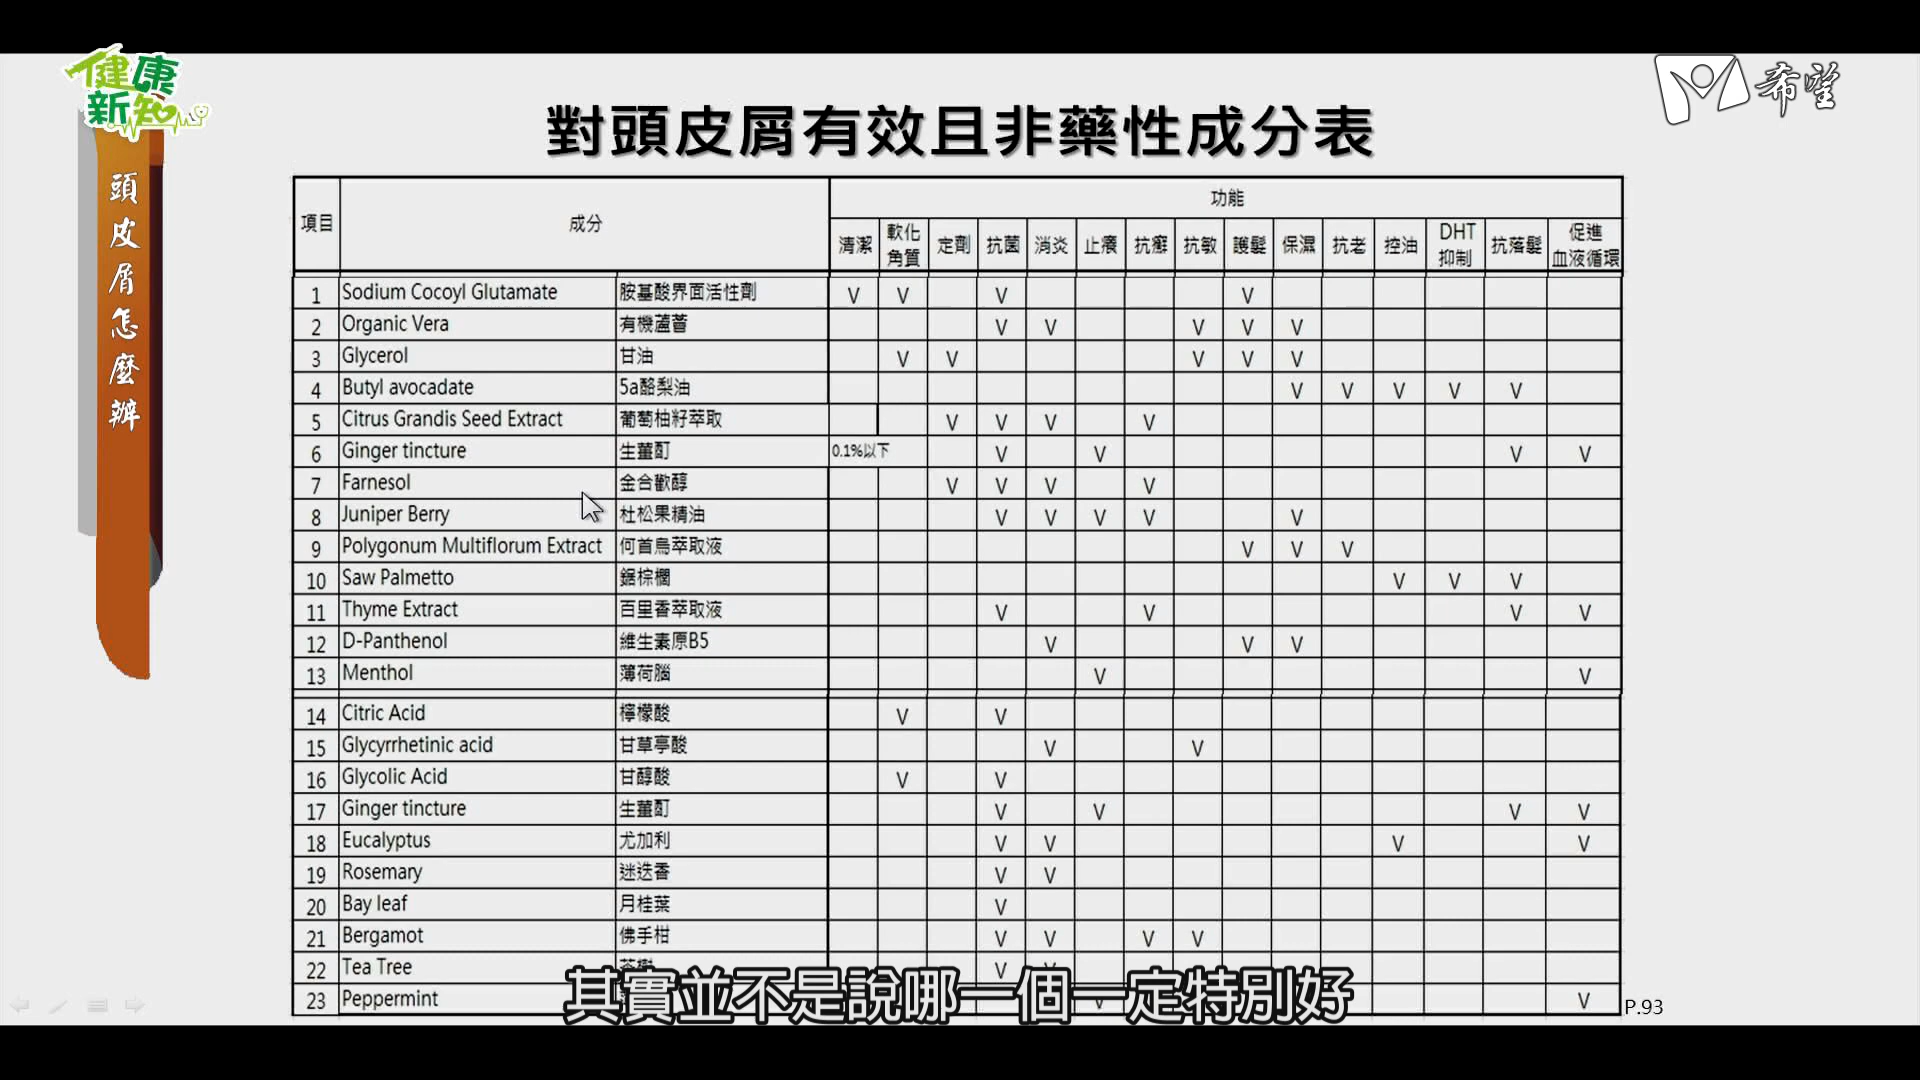 健康
新知
希望
對頭皮屑有效且非藥性成分表
頭皮屑怎麼辦
項目 成分 功能
清潔 軟化角質 定劑 抗菌 消炎 止癢 抗癬 抗敏 護髮 保濕 抗老 控油 DHT抑制 抗落髮 促進血液循環
1 Sodium Cocoyl Glutamate 胺基酸界面活性劑 V V V V
2 Organic Vera 有機蘆薈 V V V V V
3 Glycerol 甘油 V V V V V
4 Butyl avocadate 5a酪梨油 V V V V V
5 Citrus Grandis Seed Extract 葡萄柚籽萃取 V V V V
6 Ginger tincture 生薑酊 0.1%以下 V V V V
7 Farnesol 金合歡醇 V V V V
8 Juniper Berry 杜松果精油 V V V V V
9 Polygonum Multiflorum Extract 何首烏萃取液 V V V
10 Saw Palmetto 鋸棕櫚 V V V
11 Thyme Extract 百里香萃取液 V V V V
12 D-Panthenol 維生素原B5 V V V
13 Menthol 薄荷腦 V V
14 Citric Acid 檸檬酸 V V
15 Glycyrrhetinic acid 甘草亭酸 V V
16 Glycolic Acid 甘醇酸 V V
17 Ginger tincture 生薑酊 V V V V
18 Eucalyptus 尤加利 V V V V
19 Rosemary 迷迭香 V V
20 Bay leaf 月桂葉 V
21 Bergamot 佛手柑 V V V V
22 Tea Tree 茶樹 V V
23 Peppermint V V
其實並不是說哪一個一定特別好
P.93